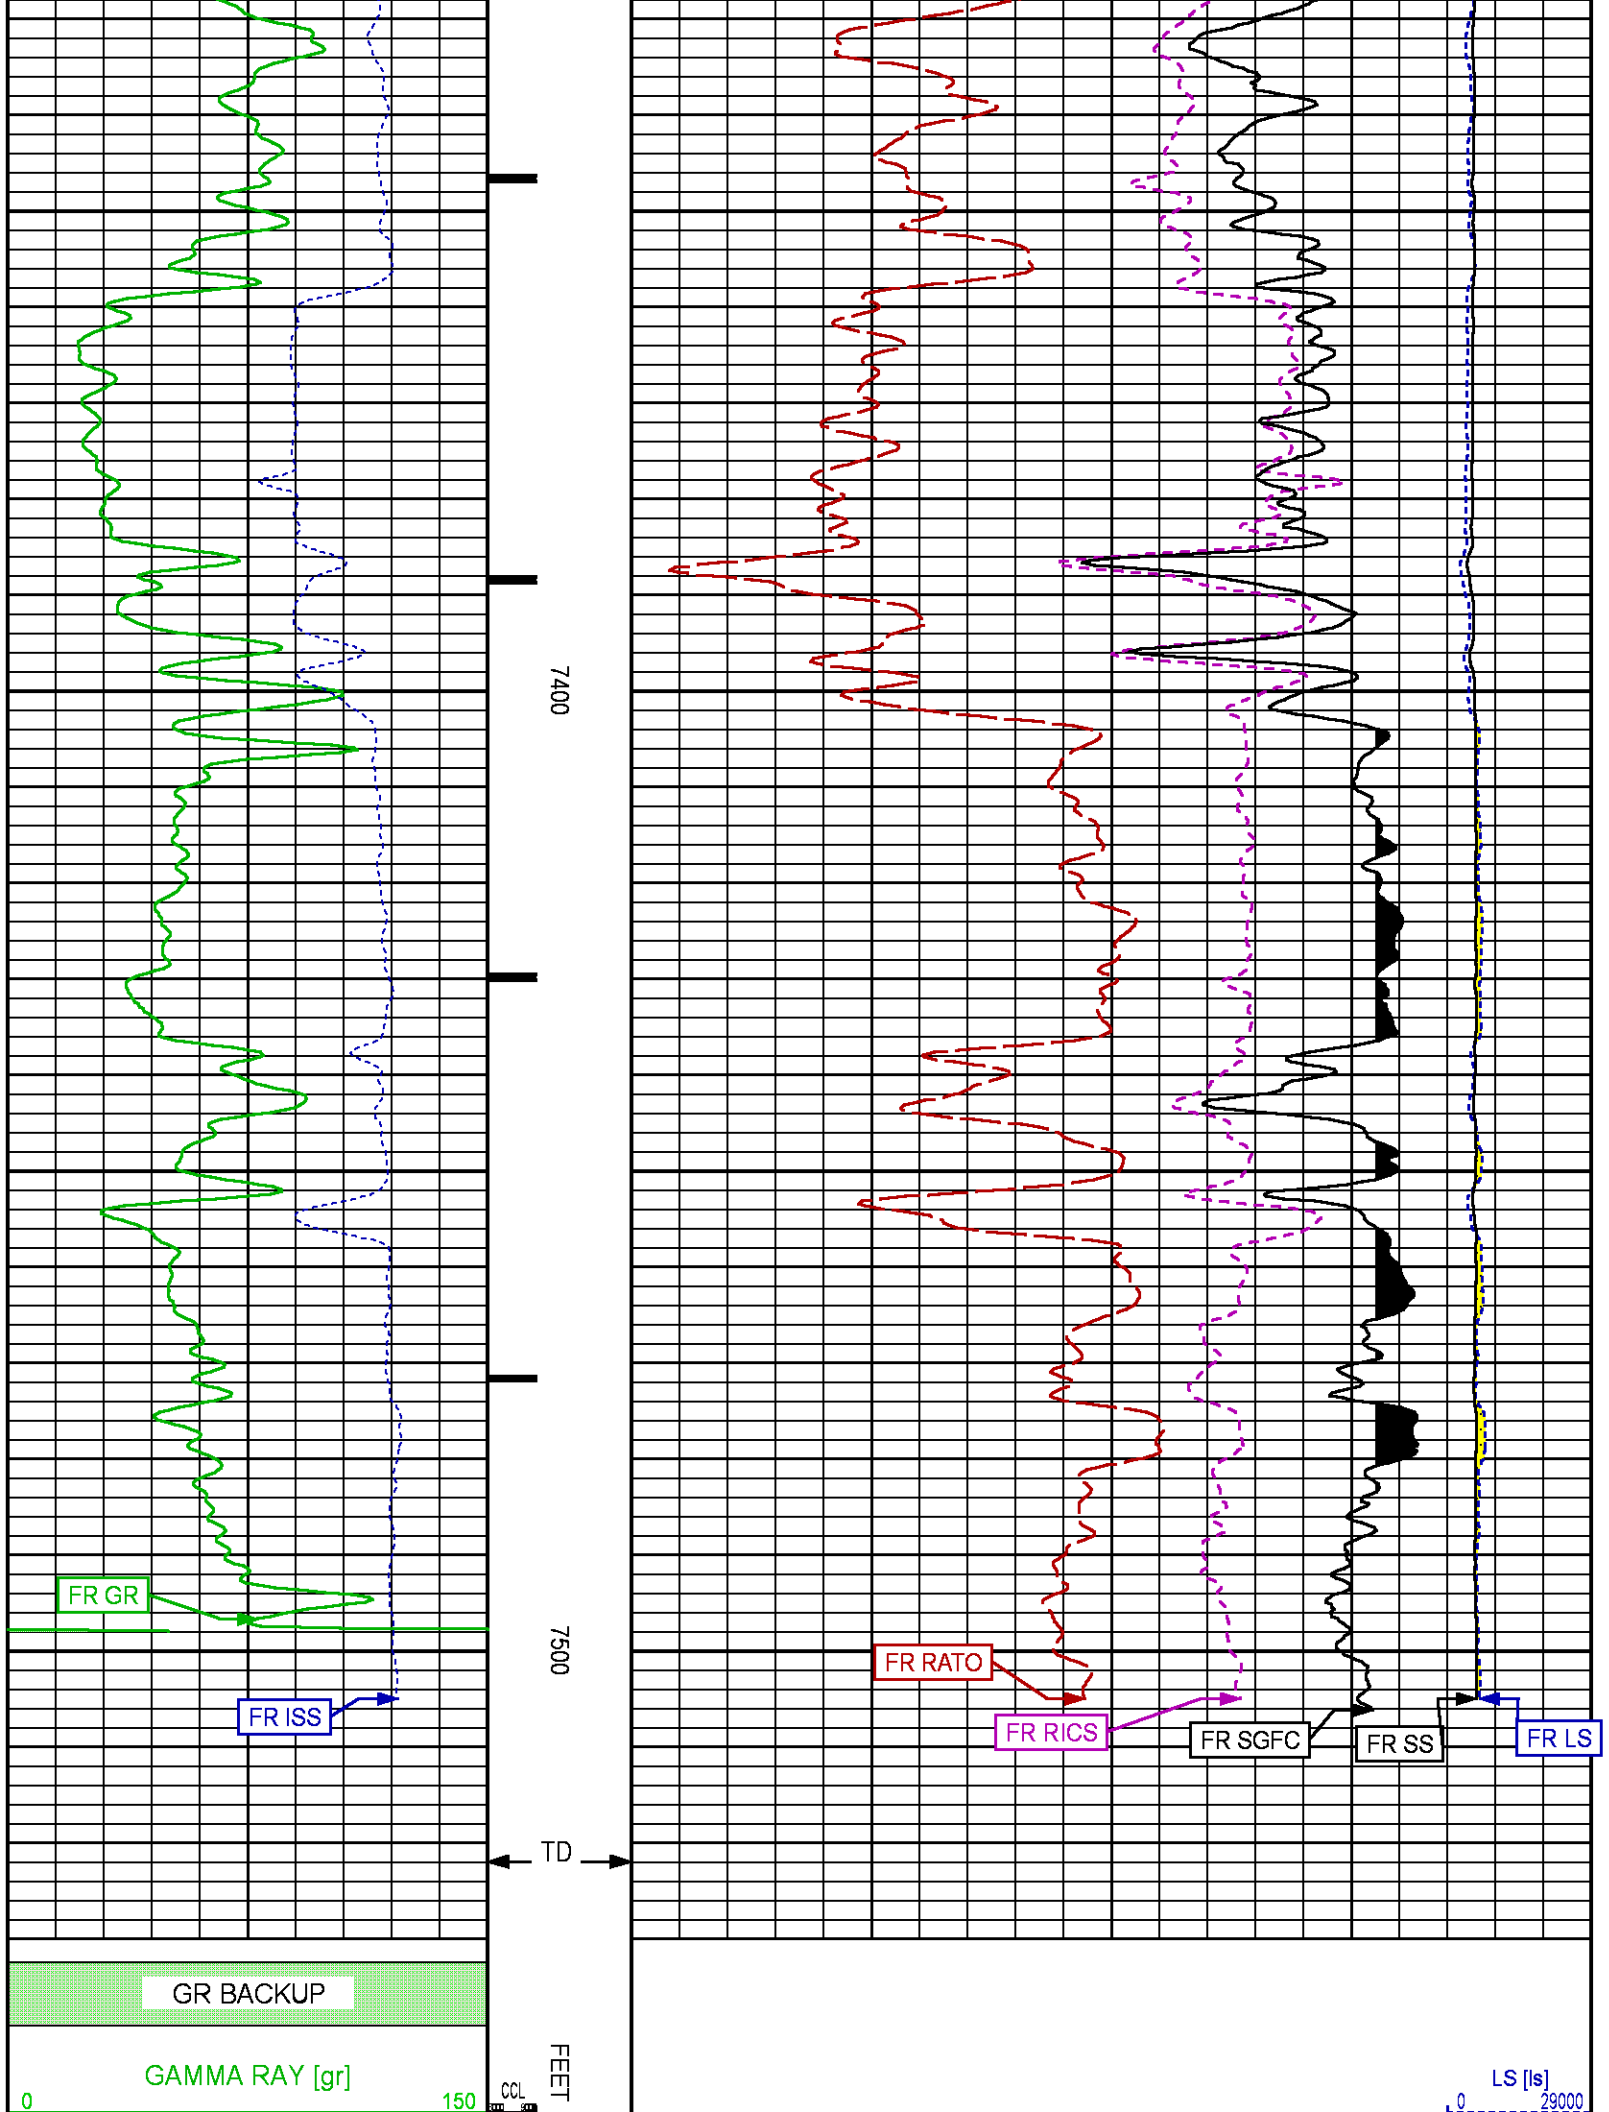 7400
FR GR
7500
FR RATO
FR ISS
FR RICS
FR SGFC
FR SS
FR LS
TD
GR BACKUP
FEET
GAMMA RAY [gr]
0 150
CCL
LS [ls]
0 29000